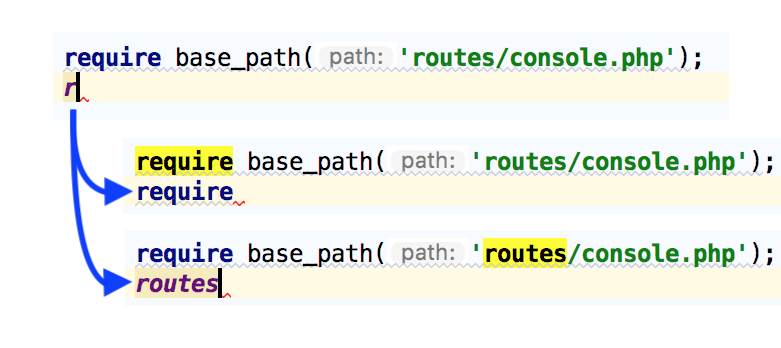 require base_path( path: 'routes/console.php');
r
require base_path( path: 'routes/console.php');
require
require base_path( path: 'routes/console.php');
routes